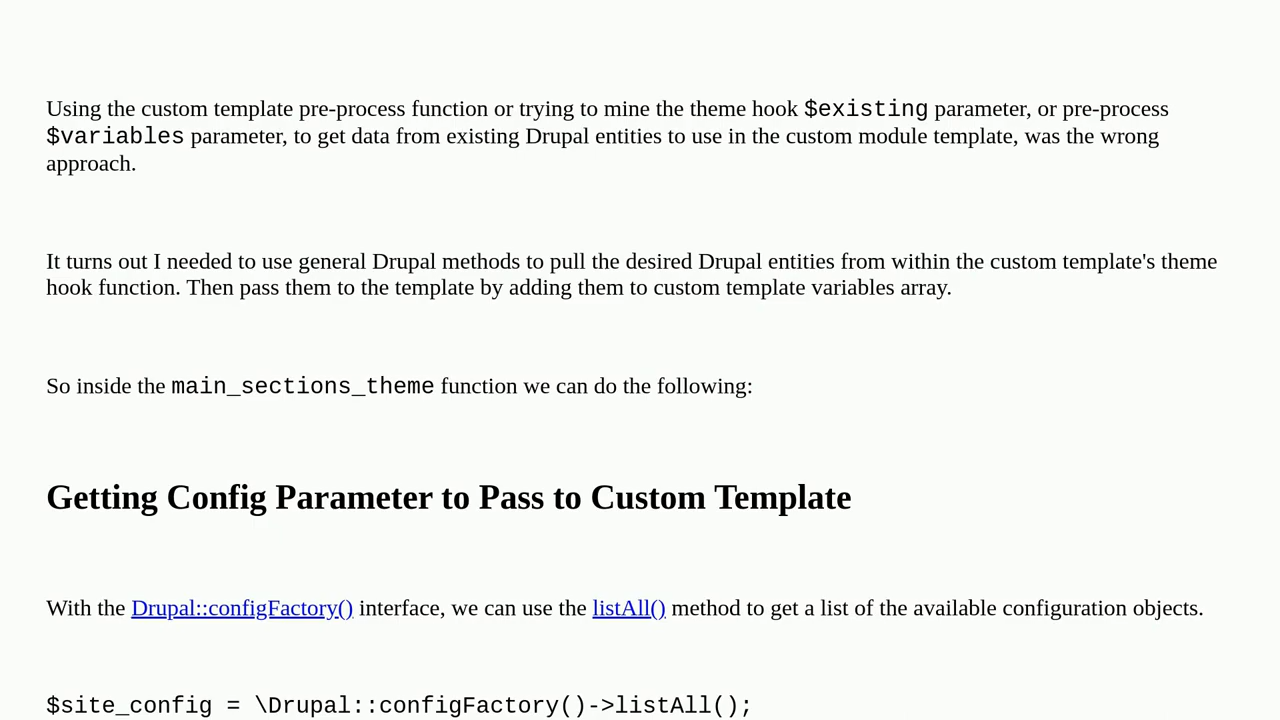 Using the custom template pre-process function or trying to mine the theme hook $existing parameter, or pre-process
$variables parameter, to get data from existing Drupal entities to use in the custom module template, was the wrong
approach.
It turns out I needed to use general Drupal methods to pull the desired Drupal entities from within the custom template's theme
hook function. Then pass them to the template by adding them to custom template variables array.
So inside the main_sections_theme function we can do the following:
Getting Config Parameter to Pass to Custom Template
With the Drupal::configFactory() interface, we can use the listAll() method to get a list of the available configuration objects.
$site_config = \Drupal::configFactory()->listAll();